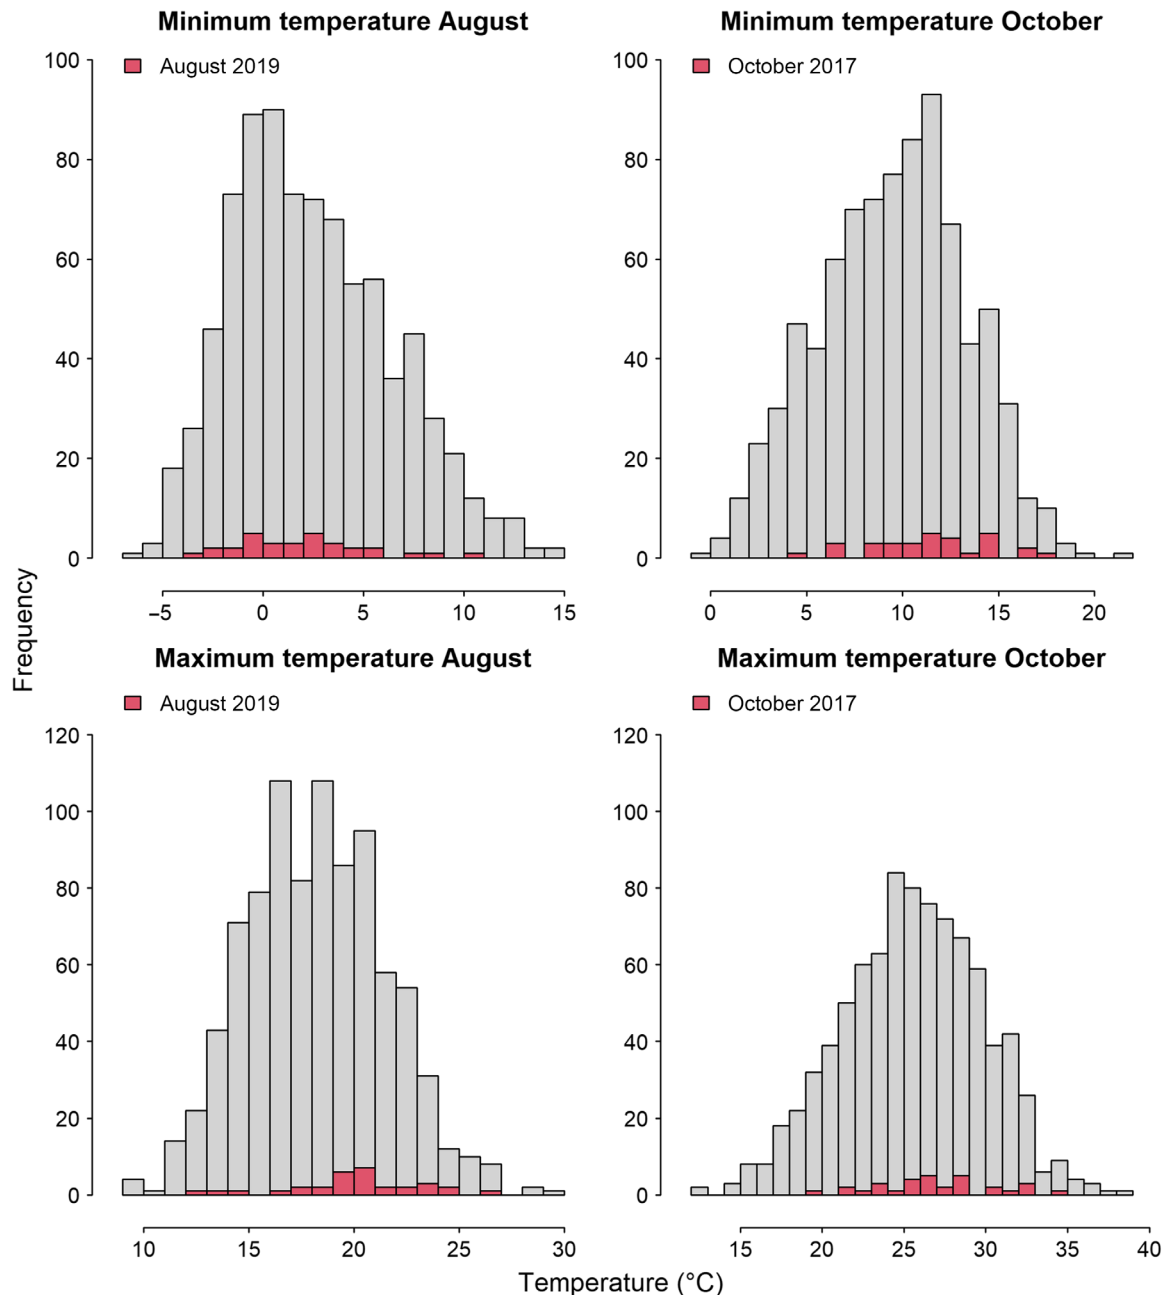 Minimum temperature August
August 2019
100
80
60
40
20
0
−5 0 5 10 15
Minimum temperature October
October 2017
100
80
60
40
20
0
0 5 10 15 20
Frequency
Maximum temperature August
August 2019
120
100
80
60
40
20
0
10 15 20 25 30
Maximum temperature October
October 2017
120
100
80
60
40
20
0
15 20 25 30 35 40
Temperature (°C)